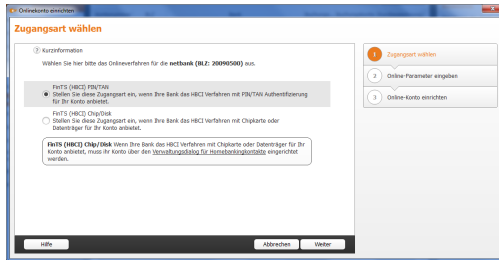 Onlinekonto einrichten
Zugangsart wählen
Kurzinformation
Wählen Sie hier bitte das Onlineverfahren für die netbank (BLZ: 20090500) aus.
FinTS (HBCI) PIN/TAN
Stellen Sie diese Zugangsart ein, wenn Ihre Bank das HBCI Verfahren mit PIN/TAN Authentifizierung
für Ihr Konto anbietet.
FinTS (HBCI) Chip/Disk
Stellen Sie diese Zugangsart ein, wenn Ihre Bank das HBCI Verfahren mit Chipkarte oder
Datenträger für Ihr Konto anbietet.
FinTS (HBCI) Chip/Disk Wenn Ihre Bank das HBCI Verfahren mit Chipkarte oder Datenträger für Ihr
Konto anbietet, muss ihr Konto über den Verwaltungsdialog für Homebankingkontakte eingerichtet
werden.
1 Zugangsart wählen
2 Online-Parameter eingeben
3 Online-Konto einrichten
Hilfe
Abbrechen
Weiter